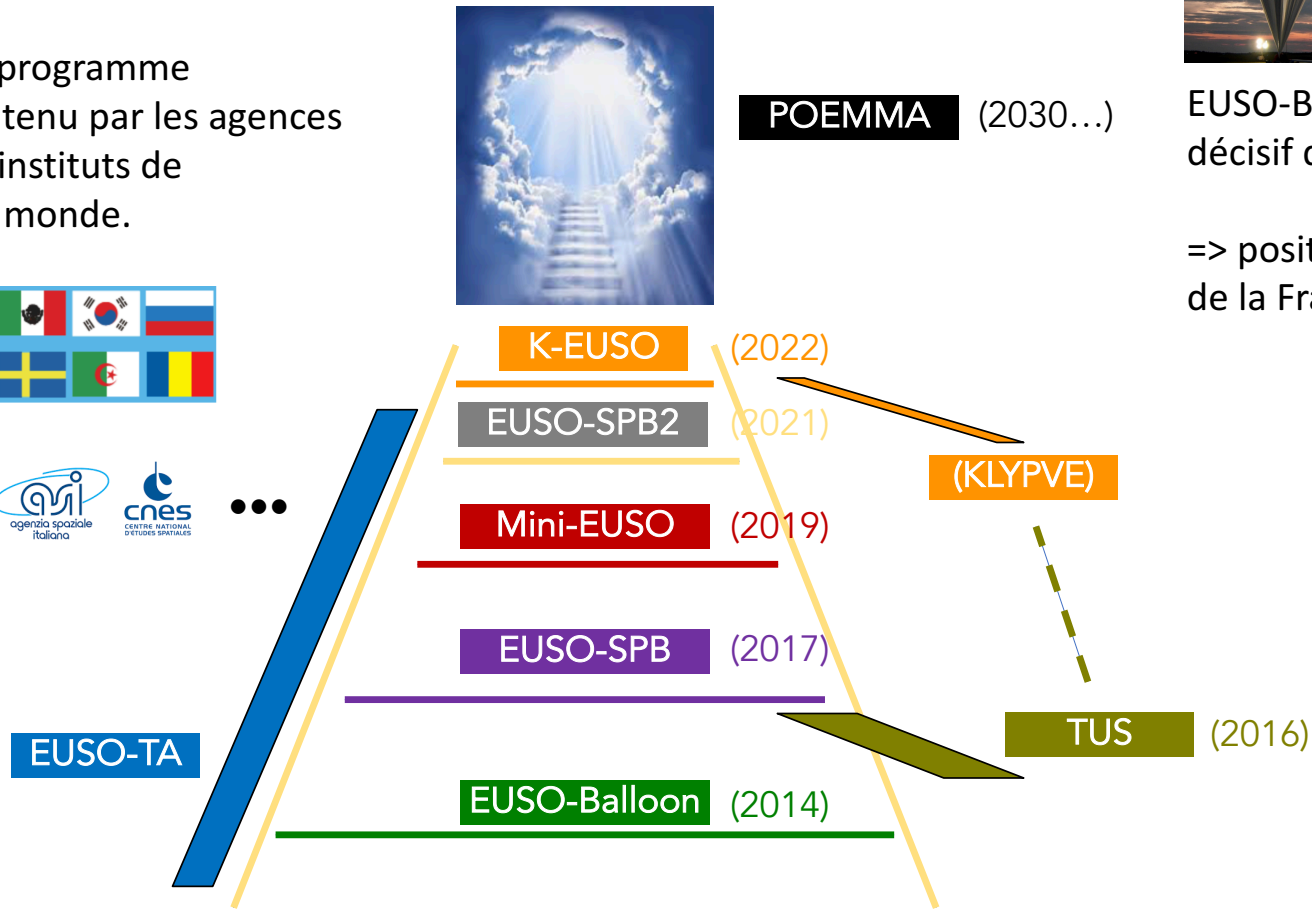 programme
tenu par les agences
instituts de
monde.
POEMMA (2030…)
EUSO-B
décisif
=> posit
de la Fra
K-EUSO (2022)
EUSO-SPB2 (2021)
(KLYPVE)
asi
agenzia spaziale
italiana
cnes
CENTRE NATIONAL
D'ÉTUDES SPATIALES
•••
Mini-EUSO (2019)
EUSO-SPB (2017)
TUS (2016)
EUSO-TA
EUSO-Balloon (2014)